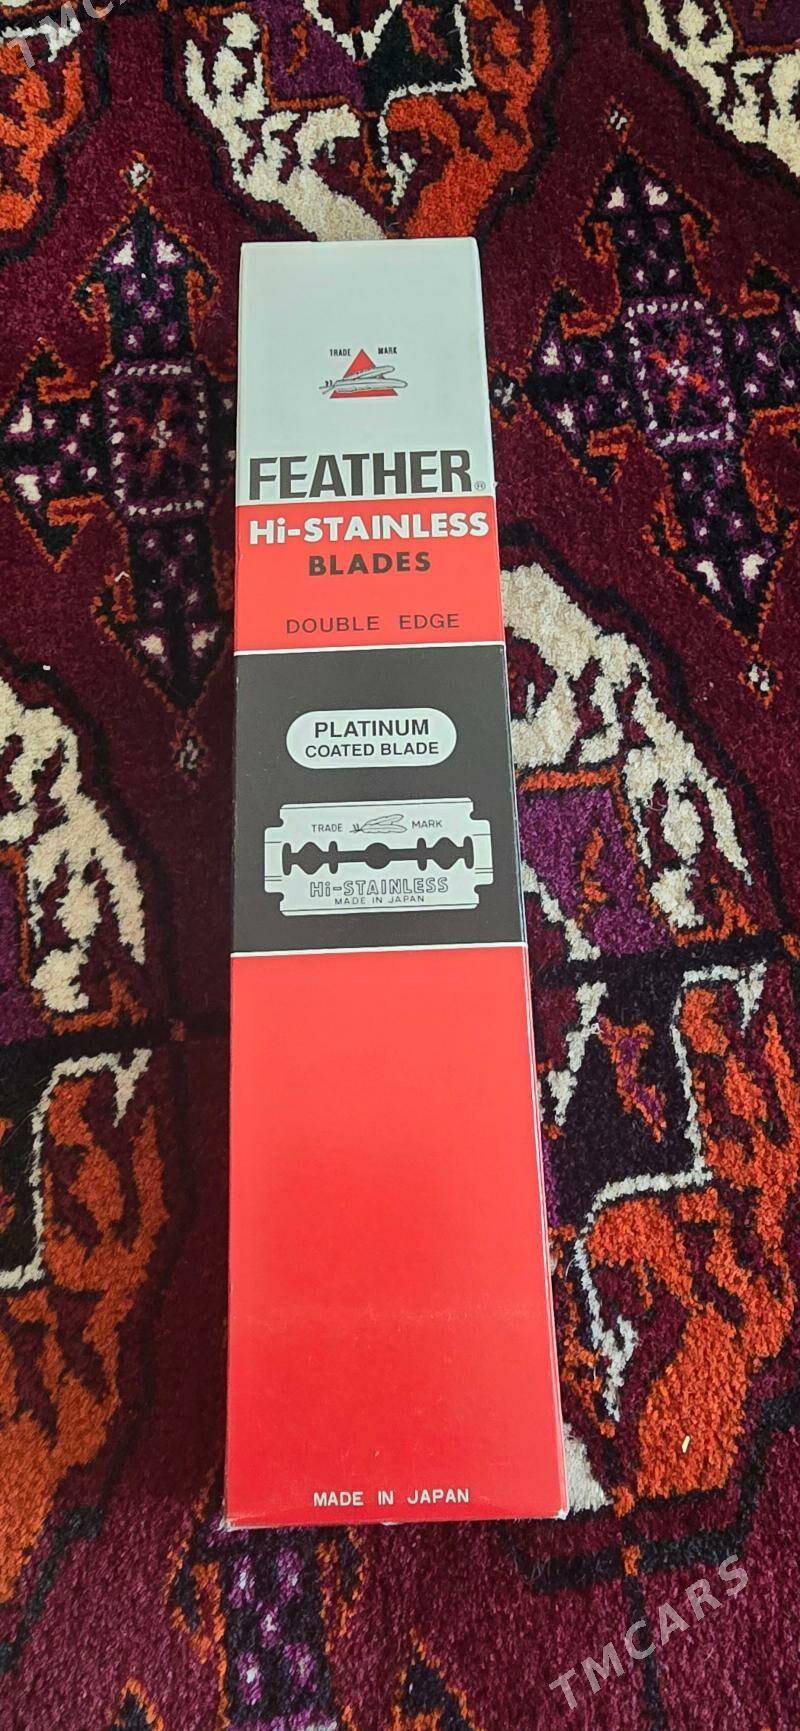 TMCARS
TRADE MARK
FEATHER®
Hi-STAINLESS
BLADES
DOUBLE EDGE
PLATINUM
COATED BLADE
TRADE MARK
Hi-STAINLESS
MADE IN JAPAN
MADE IN JAPAN
TMCARS